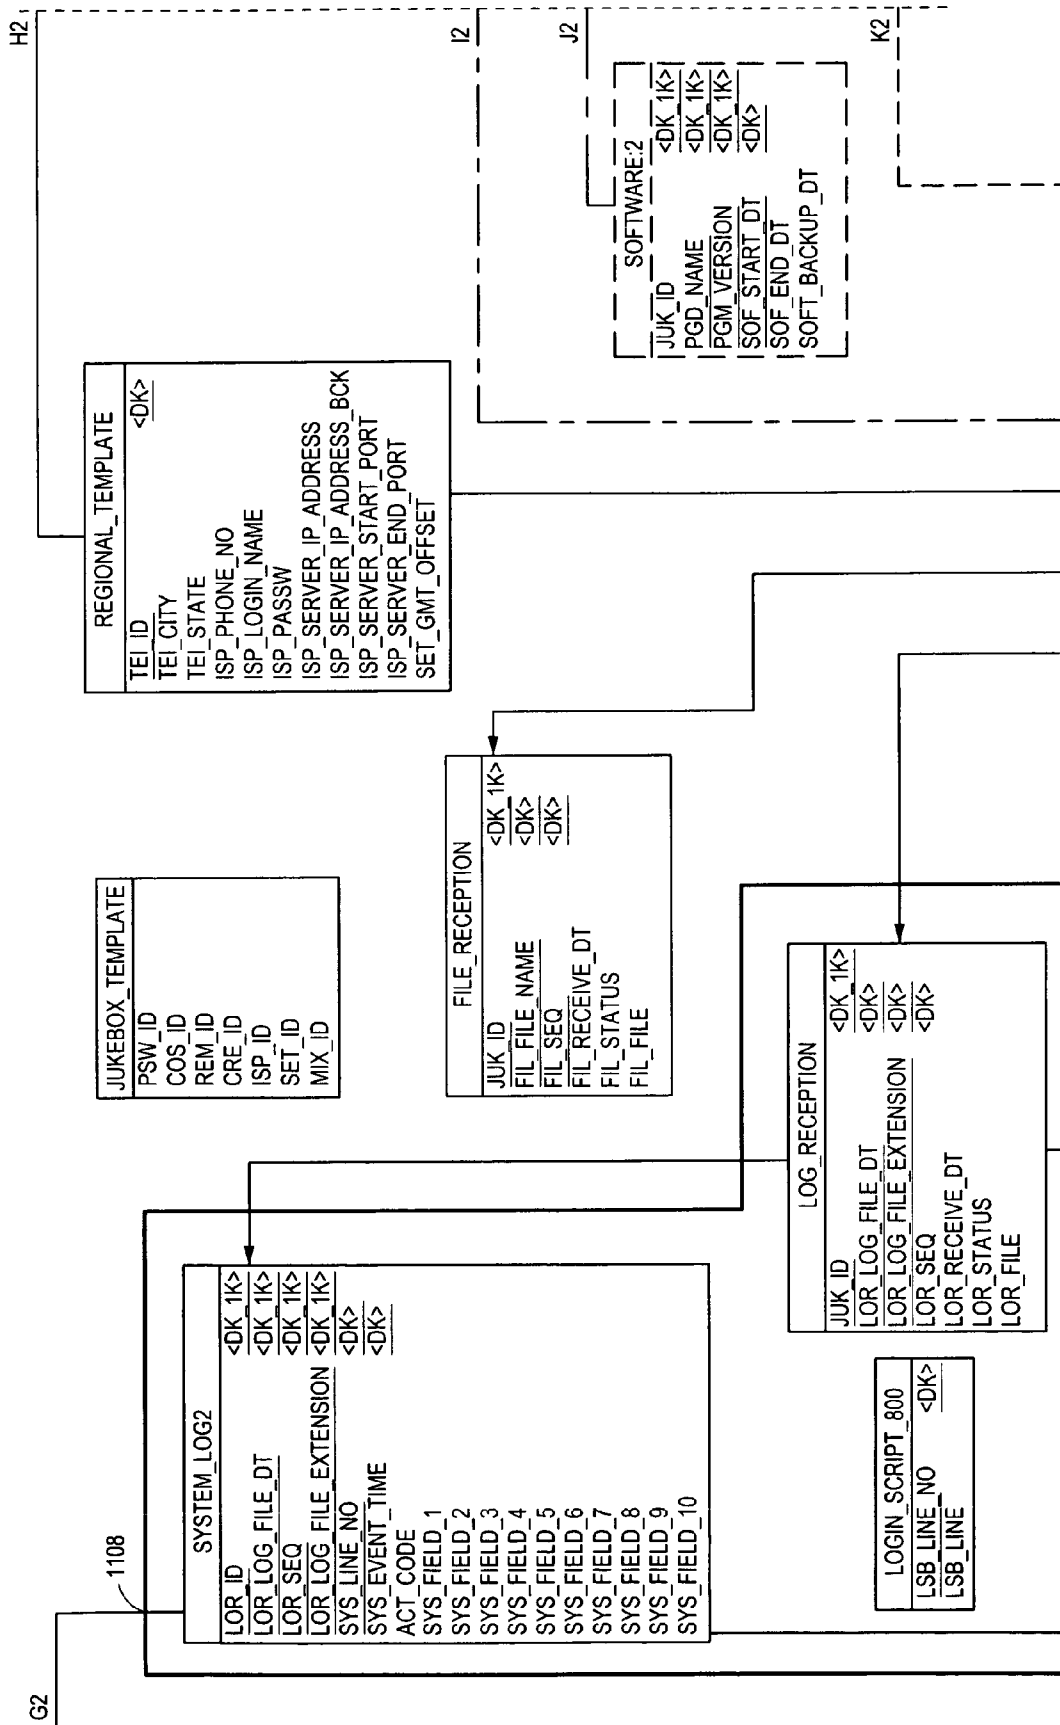 G2
1108
SYSTEM_LOG2
LOR_ID <DK_1K>
LOR_LOG_FILE_DT <DK_1K>
LOR_SEQ <DK_1K>
LOR_LOG_FILE_EXTENSION <DK_1K>
SYS_LINE_NO <DK>
SYS_EVENT_TIME <DK>
ACT_CODE
SYS_FIELD_1
SYS_FIELD_2
SYS_FIELD_3
SYS_FIELD_4
SYS_FIELD_5
SYS_FIELD_6
SYS_FIELD_7
SYS_FIELD_8
SYS_FIELD_9
SYS_FIELD_10
LOGIN_SCRIPT_800
LSB_LINE_NO <DK>
LSB_LINE
JUKEBOX_TEMPLATE
PSW_ID
COS_ID
REM_ID
CRE_ID
ISP_ID
SET_ID
MIX_ID
FILE_RECEPTION
JUK_ID <DK_1K>
FIL_FILE_NAME <DK>
FIL_SEQ <DK>
FIL_RECEIVE_DT
FIL_STATUS
FIL_FILE
LOG_RECEPTION
JUK_ID <DK_1K>
LOR_LOG_FILE_DT <DK>
LOR_LOG_FILE_EXTENSION <DK>
LOR_SEQ <DK>
LOR_RECEIVE_DT
LOR_STATUS
LOR_FILE
REGIONAL_TEMPLATE
TEI_ID <DK>
TEI_CITY
TEI_STATE
ISP_PHONE_NO
ISP_LOGIN_NAME
ISP_PASSW
ISP_SERVER_IP_ADDRESS
ISP_SERVER_IP_ADDRESS_BCK
ISP_SERVER_START_PORT
ISP_SERVER_END_PORT
SET_GMT_OFFSET
SOFTWARE:2
JUK_ID <DK_1K>
PGD_NAME <DK_1K>
PGM_VERSION <DK_1K>
SOF_START_DT <DK>
SOF_END_DT
SOFT_BACKUP_DT
H2
I2
J2
K2